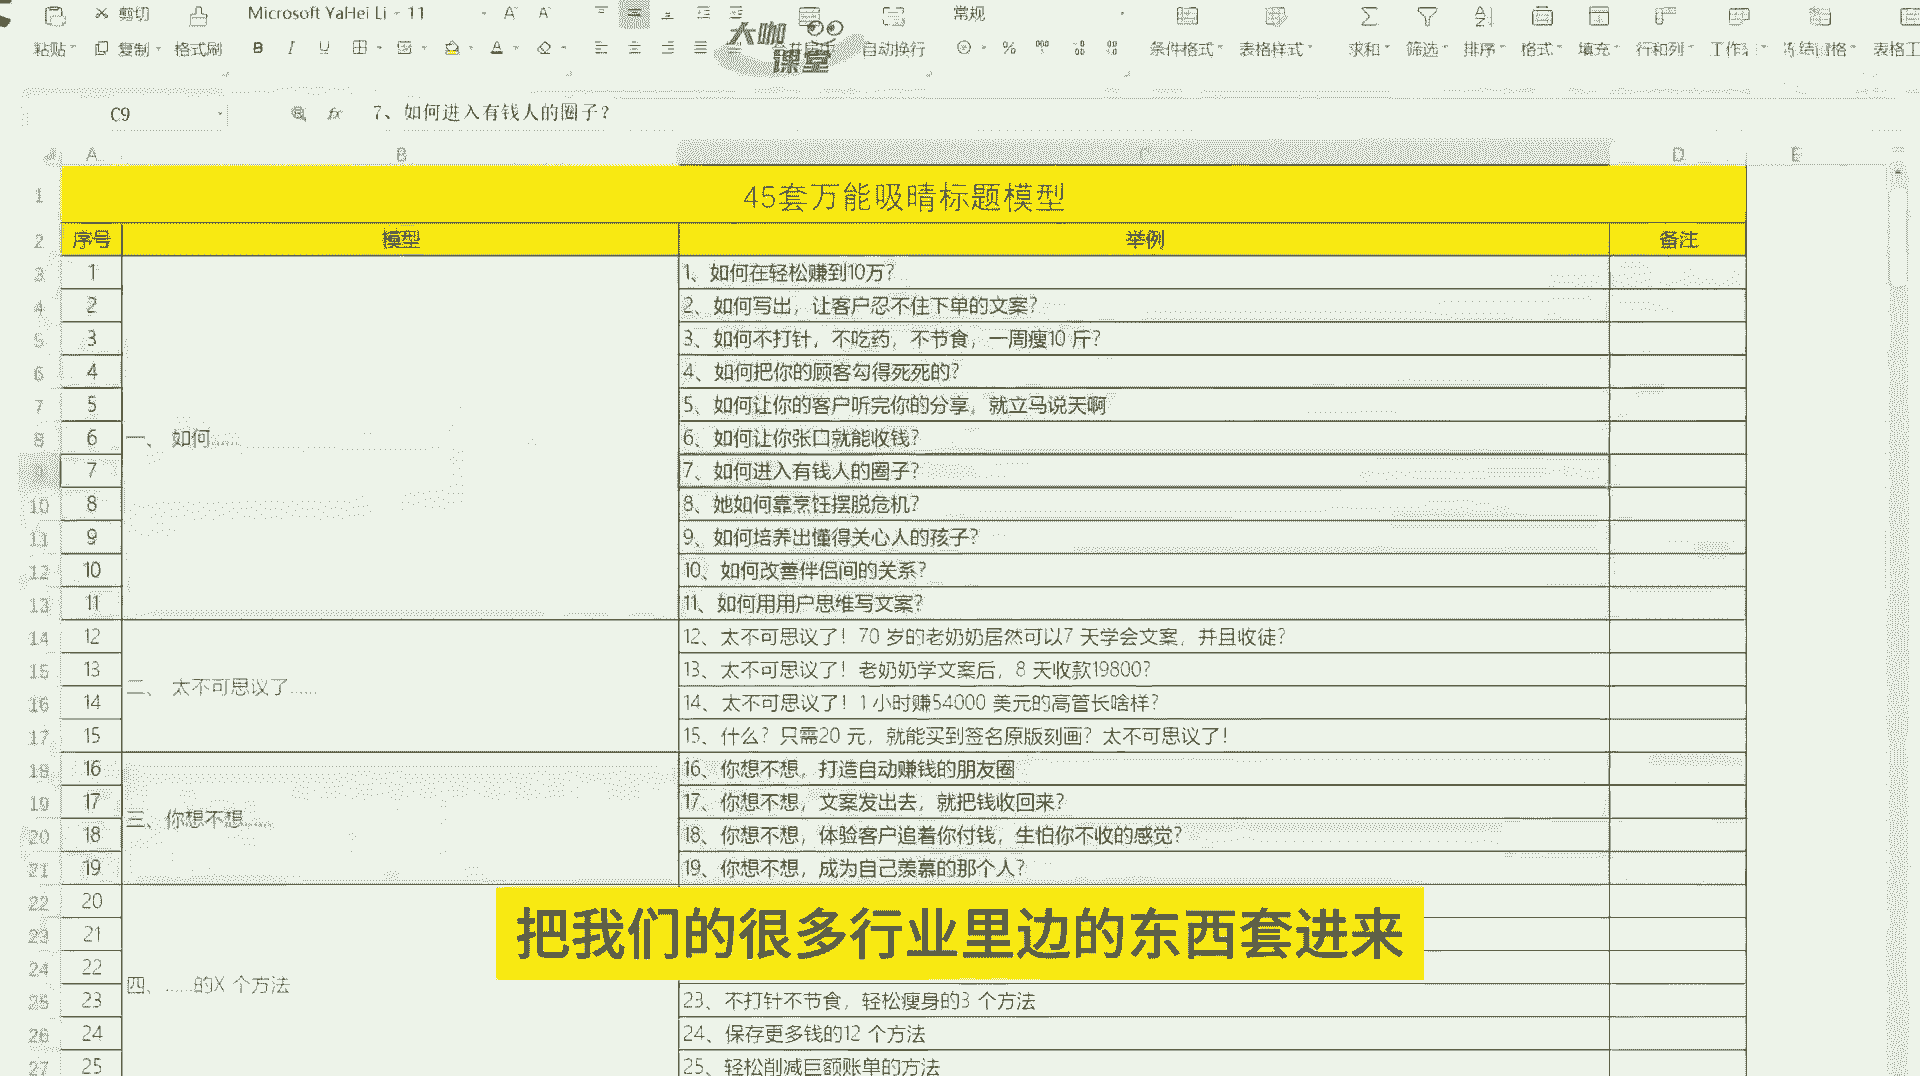 剪切 Microsoft YaHei Li 11 A A 常规
粘贴 复制 格式刷 B I U A 自动换行 % 条件格式 表格样式 求和 筛选 排序 格式 填充 行和列
大咖课堂
C9 fx 7、如何进入有钱人的圈子?
A B C D E
1 45套万能吸睛标题模型
2 序号 模型 举例 备注
3 1 1、如何在轻松赚到10万?
4 2 2、如何写出，让客户忍不住下单的文案?
5 3 3、如何不打针，不吃药，不节食，一周瘦10 斤?
6 4 4、如何把你的顾客勾得死死的?
7 5 5、如何让你的客户听完你的分享，就立马说天啊
8 6 一、 如何...... 6、如何让你张口就能收钱?
9 7 7、如何进入有钱人的圈子?
10 8 8、她如何靠烹饪摆脱危机?
11 9 9、如何培养出懂得关心人的孩子?
12 10 10、如何改善伴侣间的关系?
13 11 11、如何用用户思维写文案?
14 12 12、太不可思议了！70 岁的老奶奶居然可以7 天学会文案，并且收徒?
15 13 二、 太不可思议了...... 13、太不可思议了！老奶奶学文案后，8 天收款19800?
16 14 14、太不可思议了！1 小时赚54000 美元的高管长啥样?
17 15 15、什么？只需20 元，就能买到签名原版刻画？太不可思议了！
18 16 16、你想不想，打造自动赚钱的朋友圈
19 17 三、你想不想...... 17、你想不想，文案发出去，就把钱收回来?
20 18 18、你想不想，体验客户追着你付钱，生怕你不收的感觉?
21 19 19、你想不想，成为自己羡慕的那个人?
22 20
23 21 把我们的很多行业里边的东西套进来
24 22 四、......的X 个方法
25 23 23、不打针不节食，轻松瘦身的3 个方法
26 24 24、保存更多钱的12 个方法
27 25 25、轻松削减巨额账单的方法